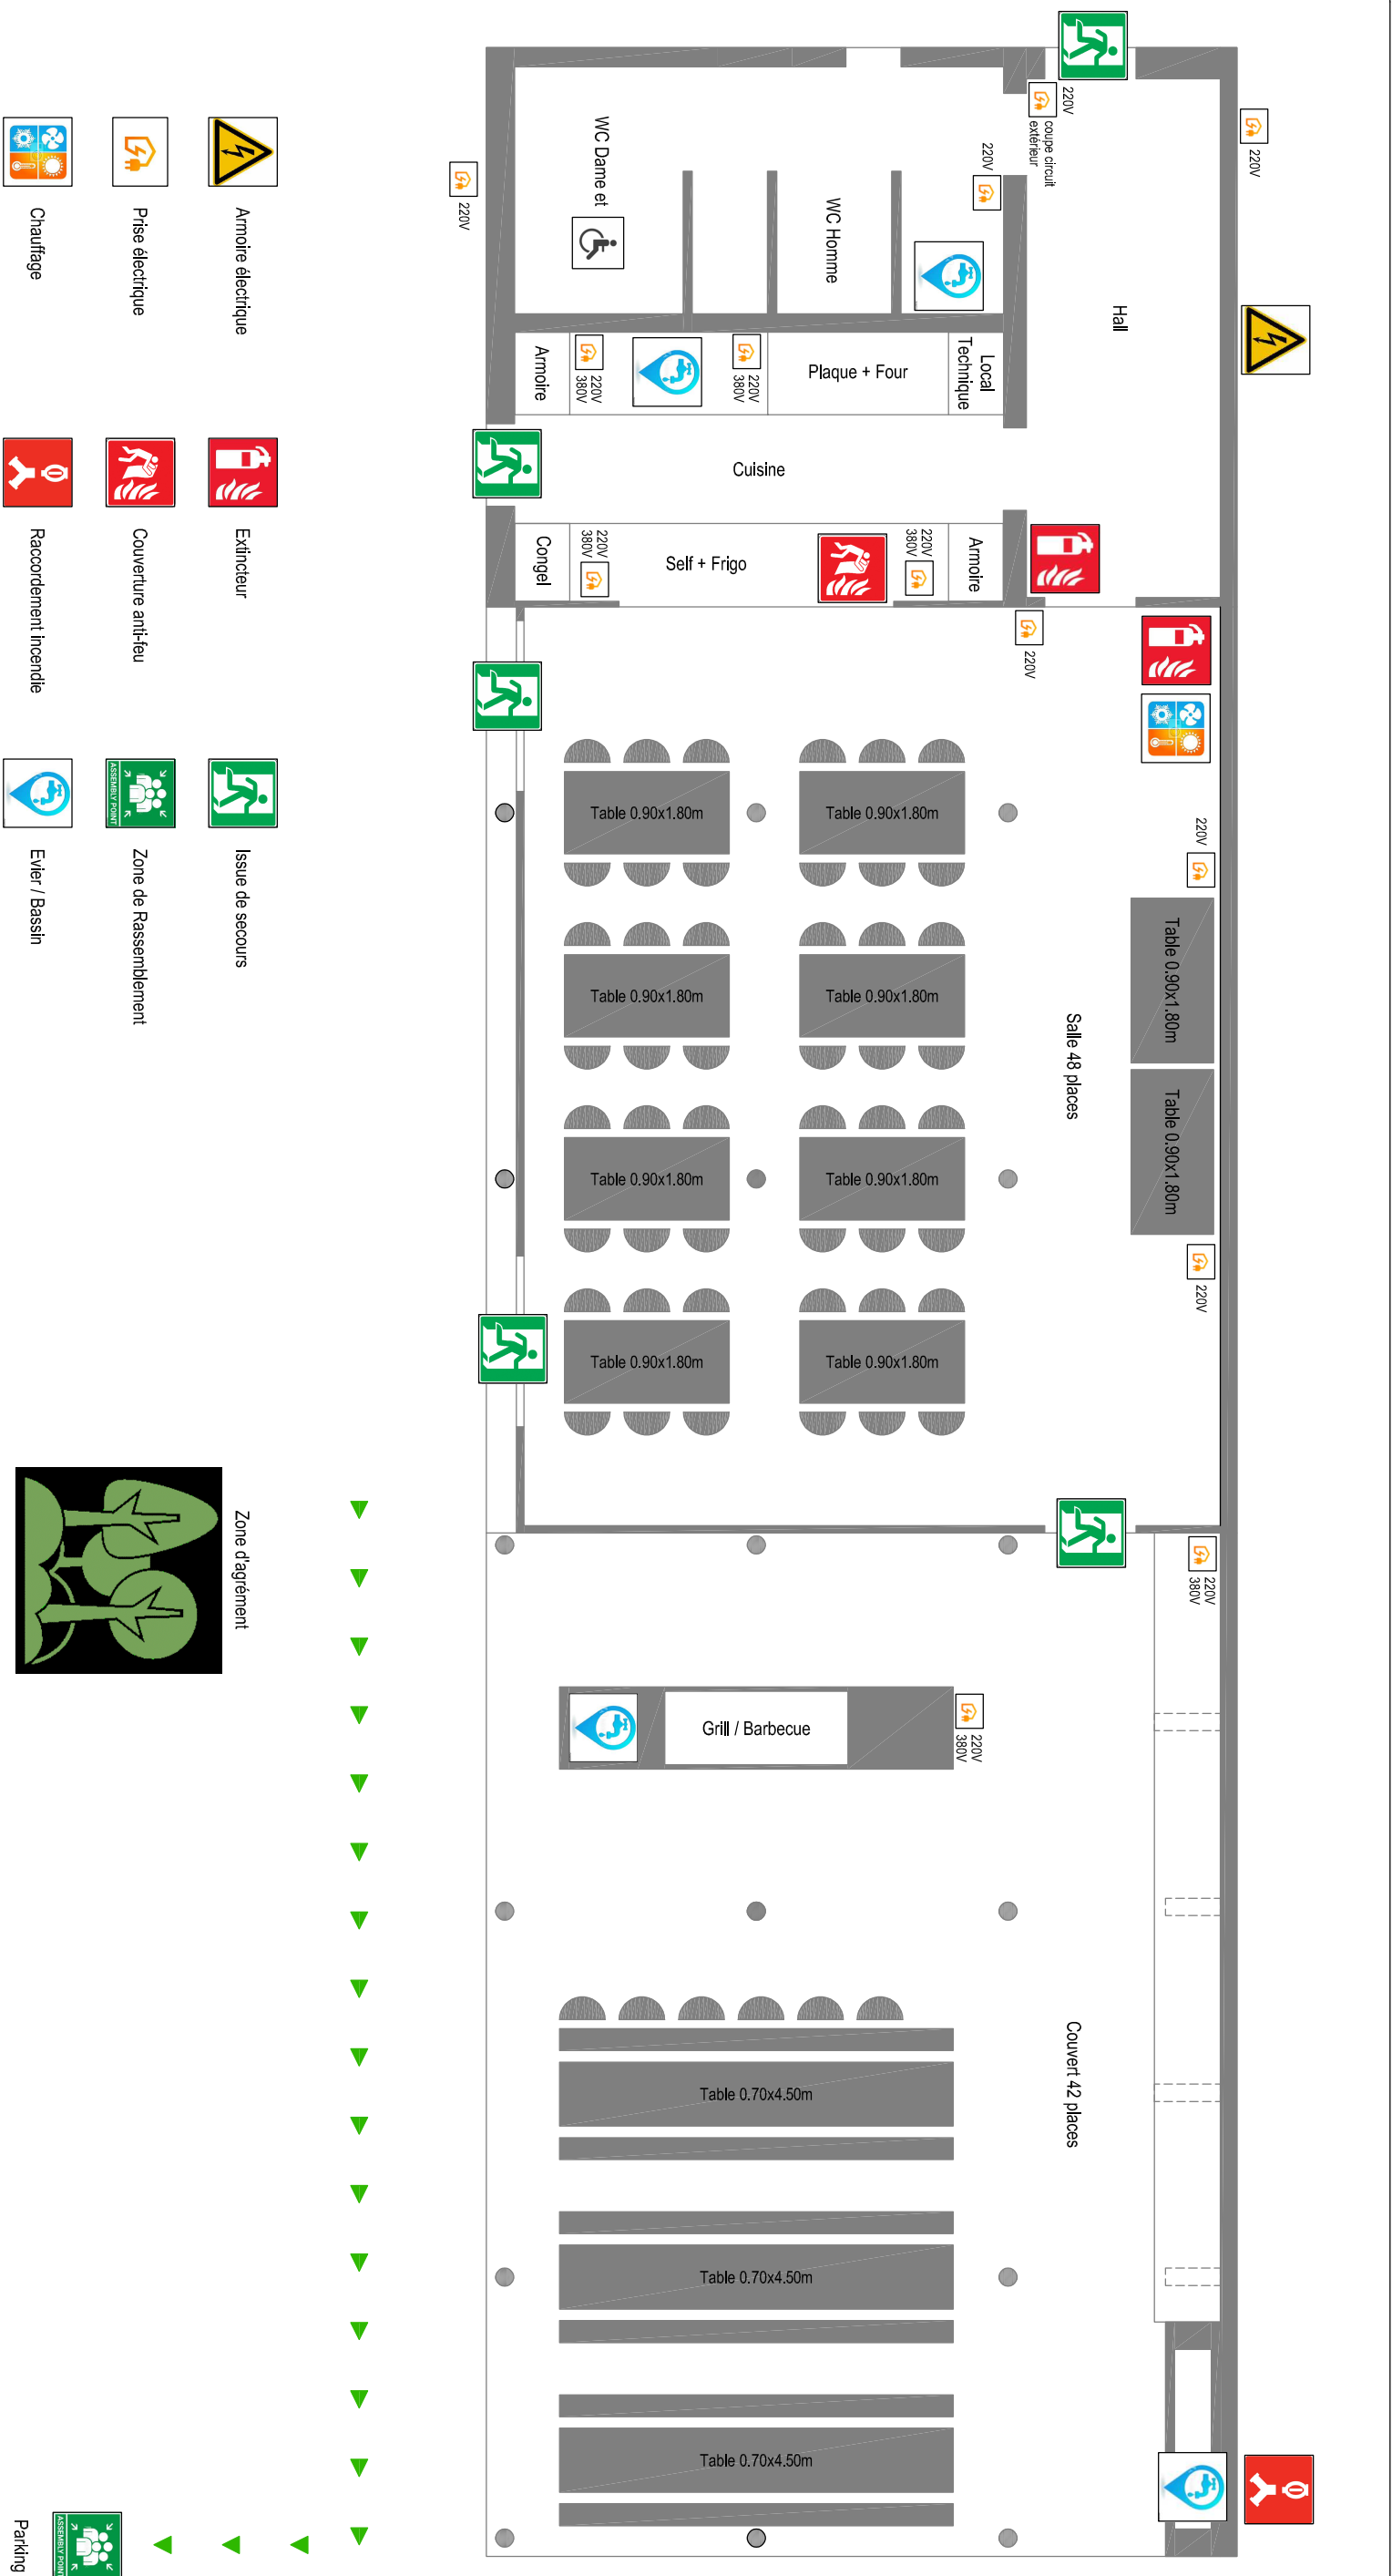 220V
220V
coupe circuit
extérieur
220V
220V
Hall
WC Dame et
WC Homme
Armoire
220V
380V
220V
380V
Plaque + Four
Local
Technique
Cuisine
Congel
220V
380V
Self + Frigo
220V
380V
Armoire
220V
220V
Table 0.90x1.80m
Table 0.90x1.80m
Table 0.90x1.80m
Table 0.90x1.80m
Table 0.90x1.80m
Table 0.90x1.80m
Table 0.90x1.80m
Table 0.90x1.80m
Table 0.90x1.80m
Table 0.90x1.80m
220V
Salle 48 places
220V
380V
Grill / Barbecue
220V
380V
Couvert 42 places
Table 0.70x4.50m
Table 0.70x4.50m
Table 0.70x4.50m
Zone d'agrément
Armoire électrique
Prise électrique
Chauffage
Extincteur
Couverture anti-feu
Raccordement incendie
Issue de secours
ASSEMBLY POINT
Zone de Rassemblement
Evier / Bassin
ASSEMBLY POINT
Parking